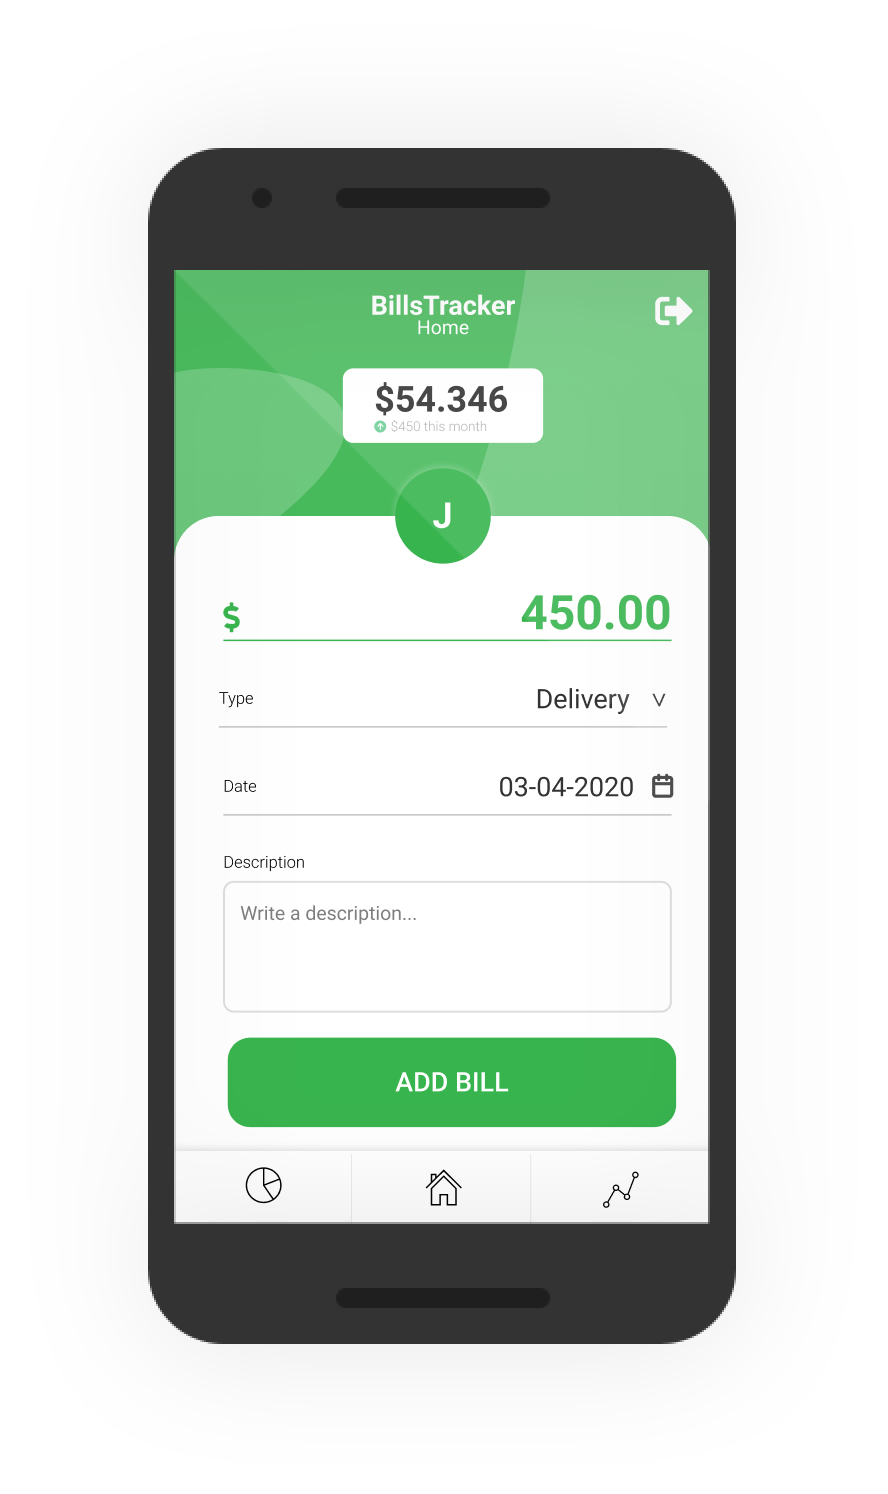 BillsTracker
Home
$54.346
$450 this month
J
$ 450.00
Type Delivery
Date 03-04-2020
Description
Write a description...
ADD BILL